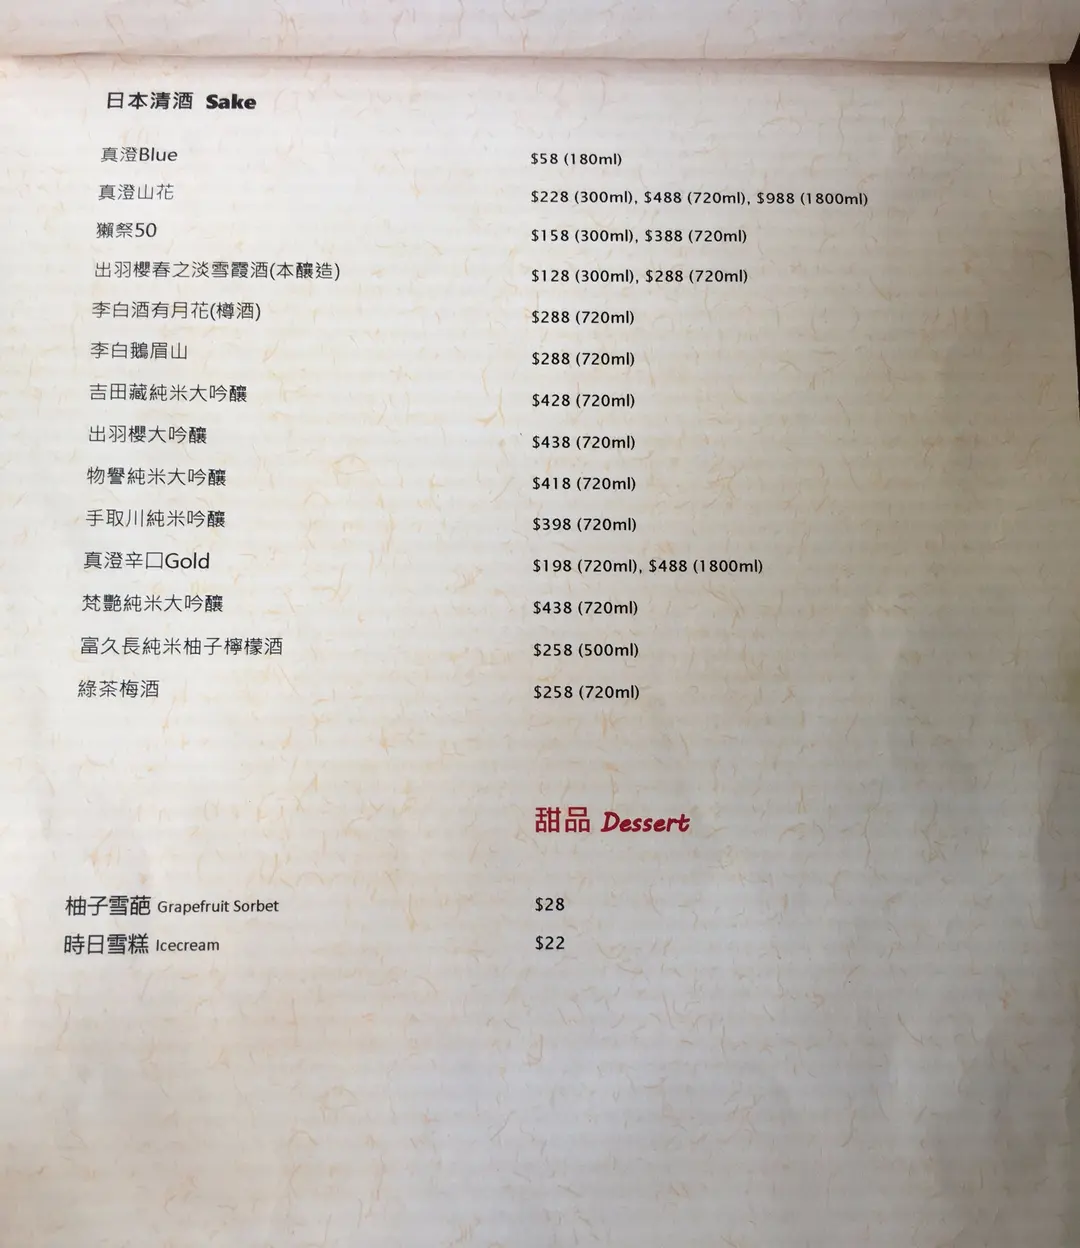 日本清酒 Sake
真澄Blue $58 (180ml)
真澄山花 $228 (300ml), $488 (720ml), $988 (1800ml)
獺祭50 $158 (300ml), $388 (720ml)
出羽櫻春之淡雪霞酒(本釀造) $128 (300ml), $288 (720ml)
李白酒有月花(樽酒) $288 (720ml)
李白鵝眉山 $288 (720ml)
吉田藏純米大吟釀 $428 (720ml)
出羽櫻大吟釀 $438 (720ml)
物譽純米大吟釀 $418 (720ml)
手取川純米吟釀 $398 (720ml)
真澄辛口Gold $198 (720ml), $488 (1800ml)
梵艷純米大吟釀 $438 (720ml)
富久長純米柚子檸檬酒 $258 (500ml)
綠茶梅酒 $258 (720ml)
甜品 Dessert
柚子雪葩 Grapefruit Sorbet $28
時日雪糕 Icecream $22